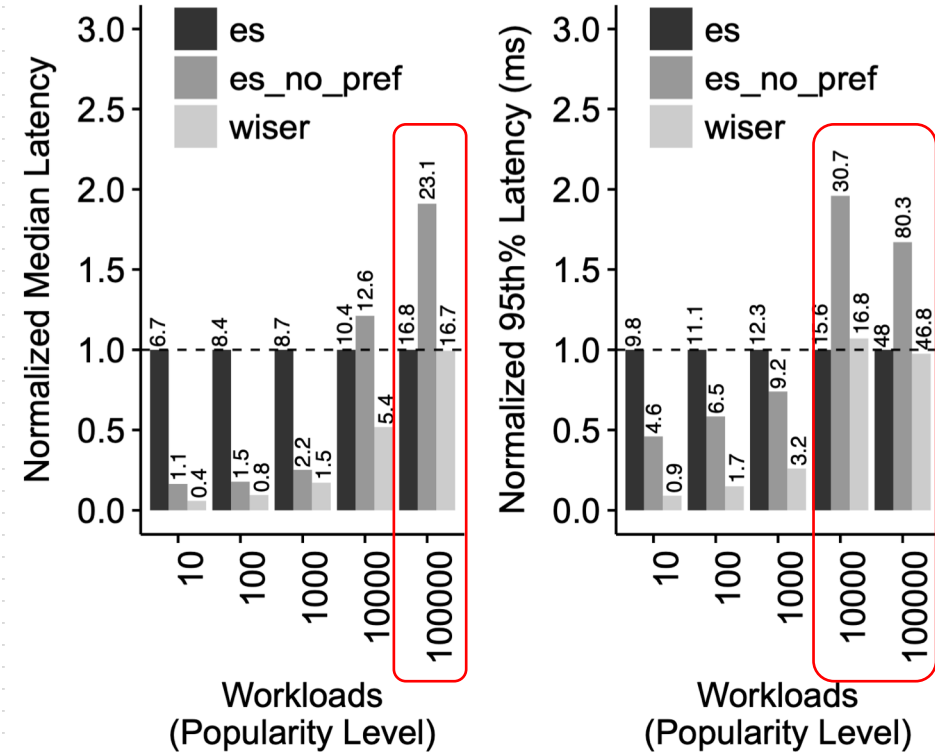 Normalized Median Latency
3.0
2.5
2.0
1.5
1.0
0.5
0.0
es
es_no_pref
wiser
6.7 1.1 0.4
8.4 1.5 0.8
8.7 2.2 1.5
10.4 12.6 5.4
16.8 23.1 16.7
10
100
1000
10000
100000
Workloads
(Popularity Level)
Normalized 95th% Latency (ms)
3.0
2.5
2.0
1.5
1.0
0.5
0.0
es
es_no_pref
wiser
9.8 4.6 0.9
11.1 6.5 1.7
12.3 9.2 3.2
15.6 30.7 16.8
48 80.3 46.8
10
100
1000
10000
100000
Workloads
(Popularity Level)